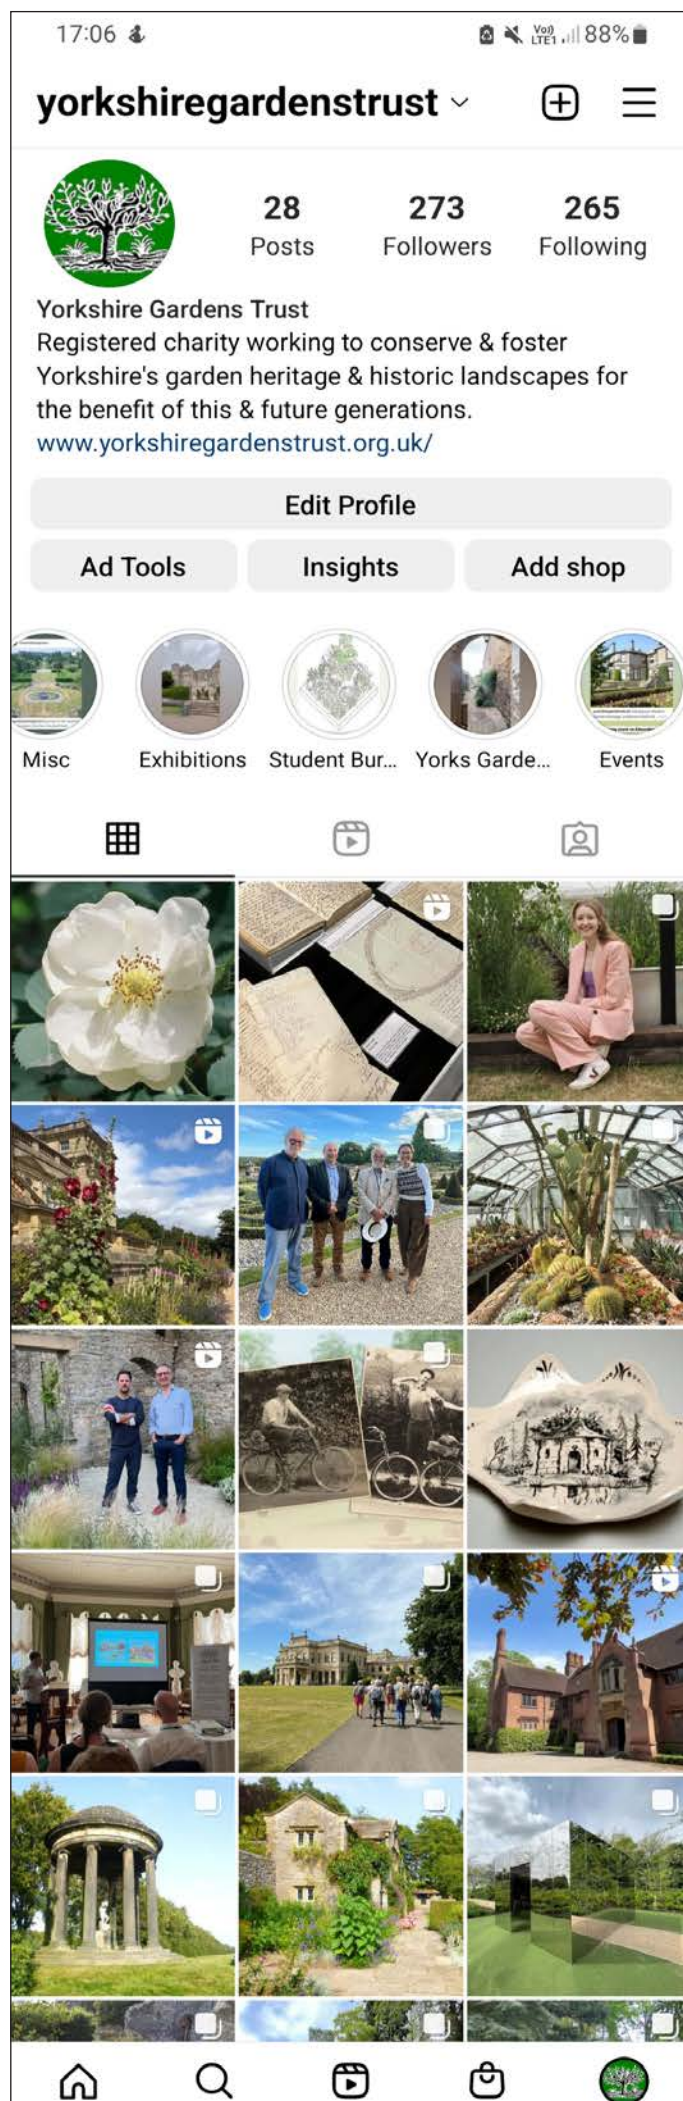 17:06
Vo))
LTE1
88%
yorkshiregardenstrust
28
273
265
Posts
Followers
Following
Yorkshire Gardens Trust
Registered charity working to conserve & foster
Yorkshire's garden heritage & historic landscapes for
the benefit of this & future generations.
www.yorkshiregardenstrust.org.uk/
Edit Profile
Ad Tools
Insights
Add shop
Misc
Exhibitions
Student Bur...
Yorks Garde...
Events